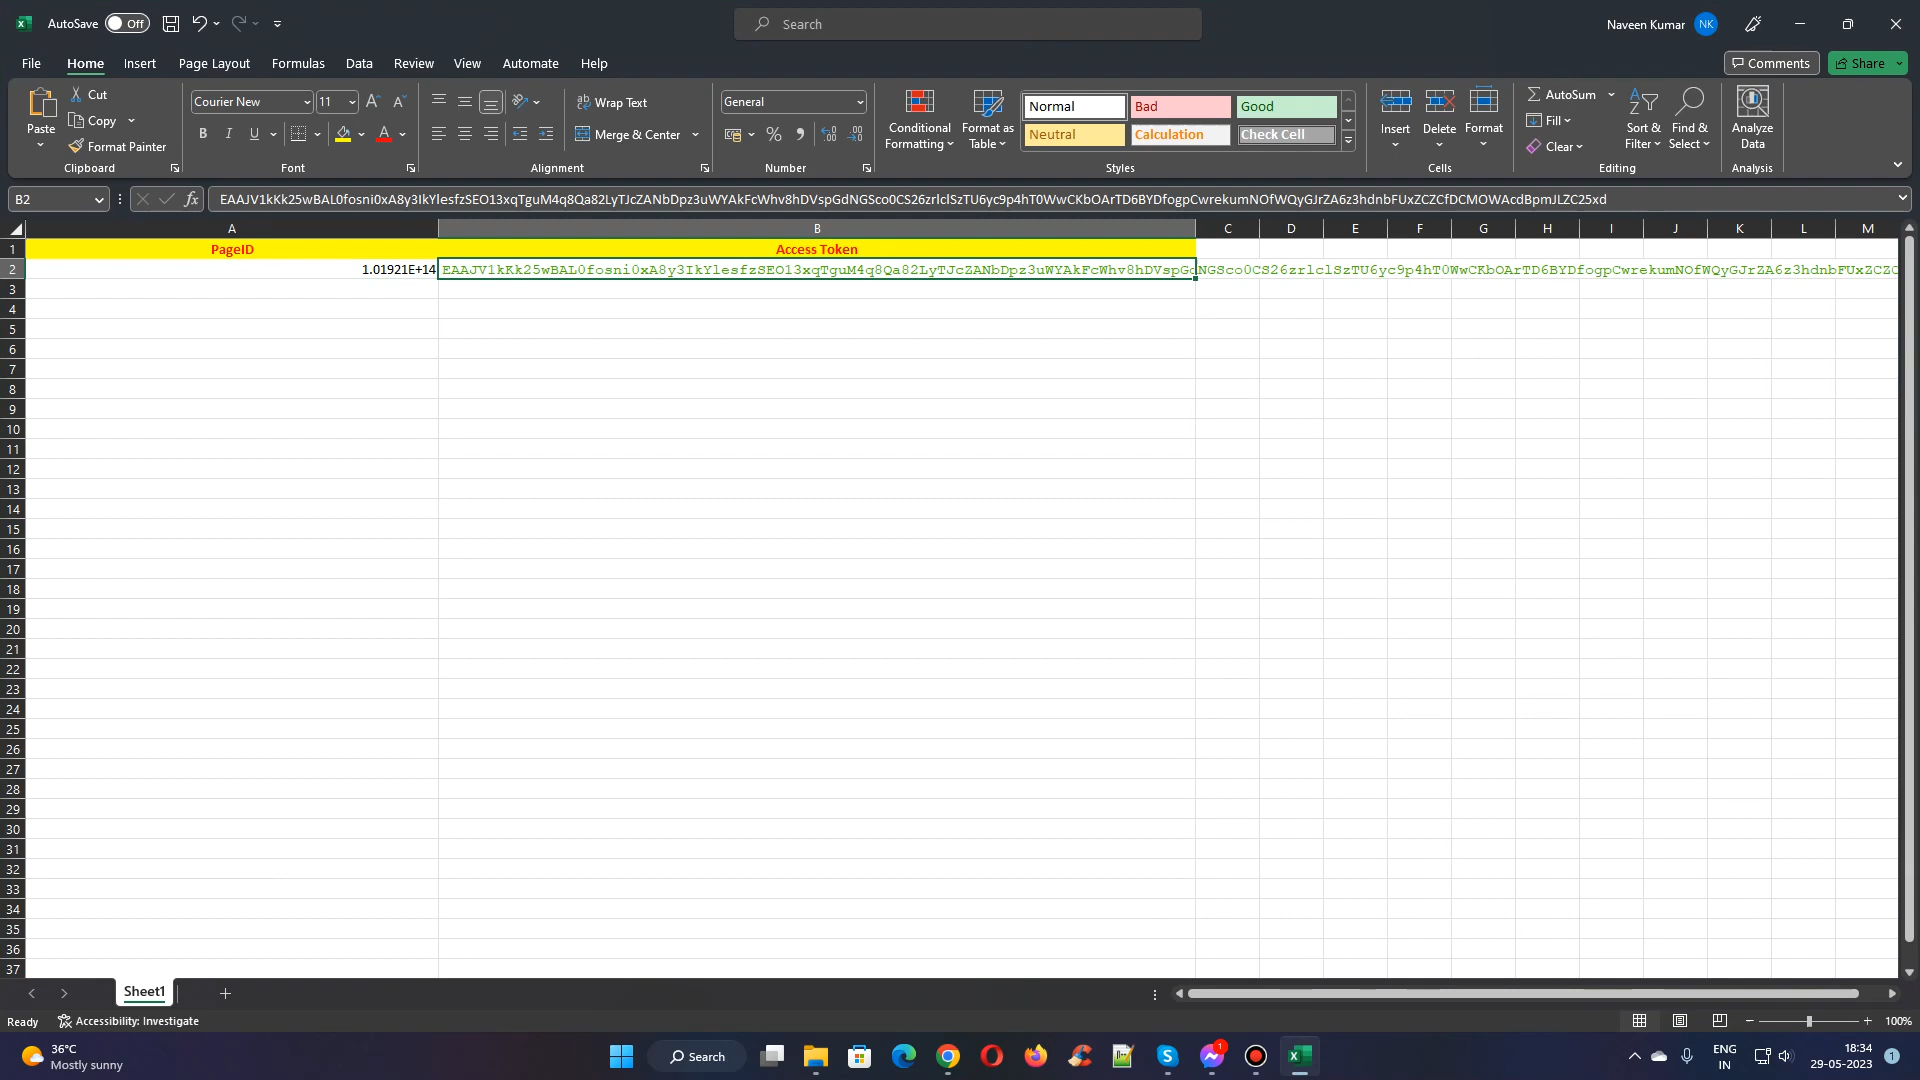 AutoSave Off Search Naveen Kumar NK
File Home Insert Page Layout Formulas Data Review View Automate Help Comments Share
Paste Cut Copy Format Painter Clipboard
Courier New 11 B I U Font
Wrap Text Merge & Center Alignment
General Number
Conditional Formatting Format as Table
Normal Bad Good
Neutral Calculation Check Cell
Styles
Insert Delete Format Cells
AutoSum Fill Clear Sort & Filter Find & Select Editing
Analyze Data Analysis
B2 fx
A B C D E F G H I J K L M
1 PageID Access Token
2 1.01921E+14
3
4
5
6
7
8
9
10
11
12
13
14
15
16
17
18
19
20
21
22
23
24
25
26
27
28
29
30
31
32
33
34
35
36
37
Sheet1
Ready Accessibility: Investigate 100%
36°C
Mostly sunny
Search
1
ENG
IN
18:34
29-05-2023
1